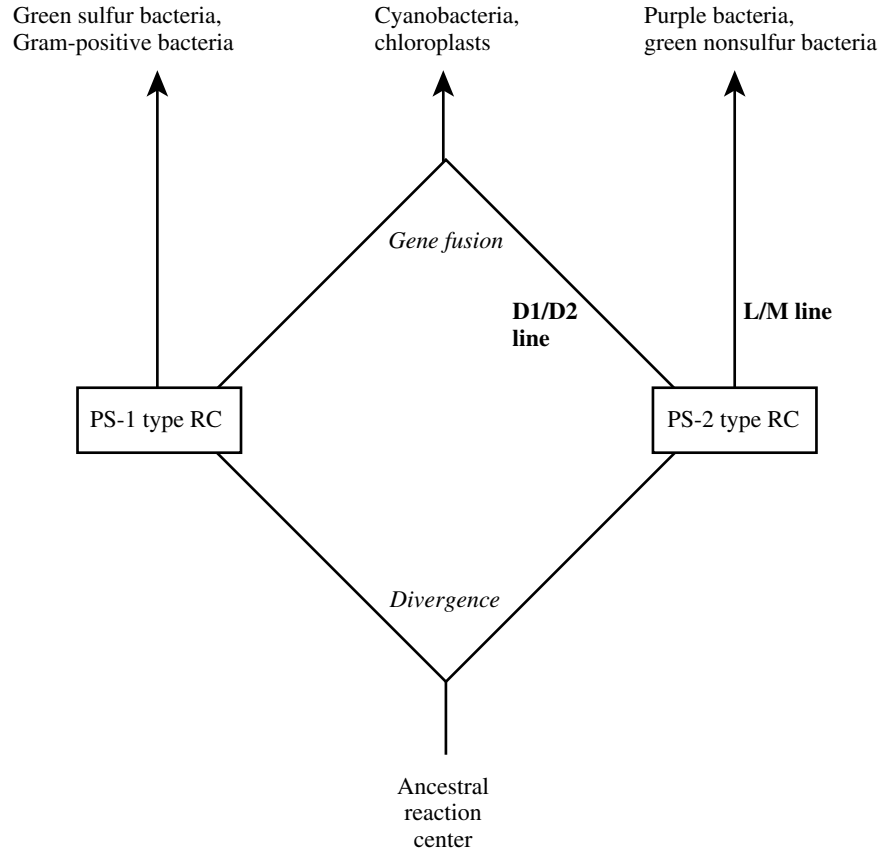 Green sulfur bacteria,
Gram-positive bacteria
Cyanobacteria,
chloroplasts
Purple bacteria,
green nonsulfur bacteria
Gene fusion
D1/D2
line
L/M line
PS-1 type RC
PS-2 type RC
Divergence
Ancestral
reaction
center